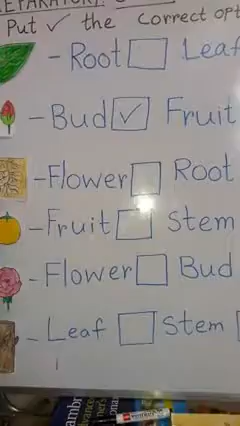 Put ✓ the correct opt
- Root Leaf
- Bud ✓ Fruit
- Flower Root
- Fruit Stem
- Flower Bud
- Leaf Stem